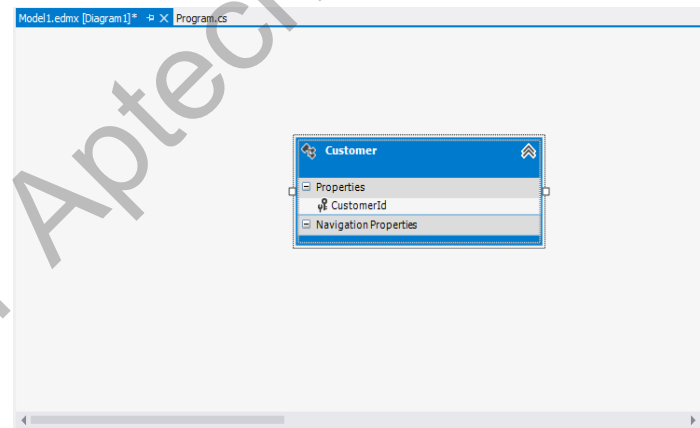 Model1.edmx [Diagram1]* Program.cs
Customer
Properties
CustomerId
Navigation Properties
Aptech